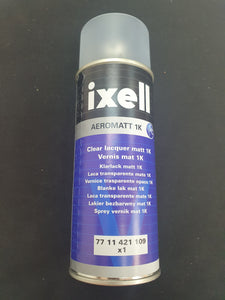 ixell
AEROMATT 1K
Clear lacquer matt 1K
Vernis mat 1K
Klarlack matt 1K
Laca transparente mate 1K
Vernice trasparente opaca 1K
Blanke lak mat 1K
Laca transparente mate 1K
Lakier bezbarwny mat 1K
Sprey vernik mat 1K
77 11 421 109
x1